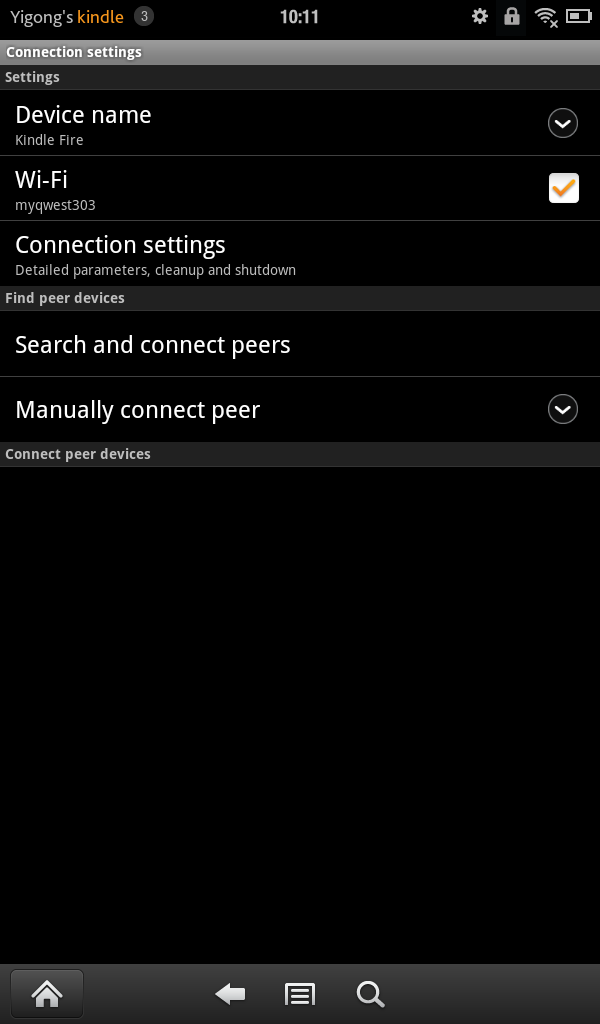 Yigong's kindle 3 10:11
Connection settings
Settings
Device name
Kindle Fire
Wi-Fi
myqwest303
Connection settings
Detailed parameters, cleanup and shutdown
Find peer devices
Search and connect peers
Manually connect peer
Connect peer devices